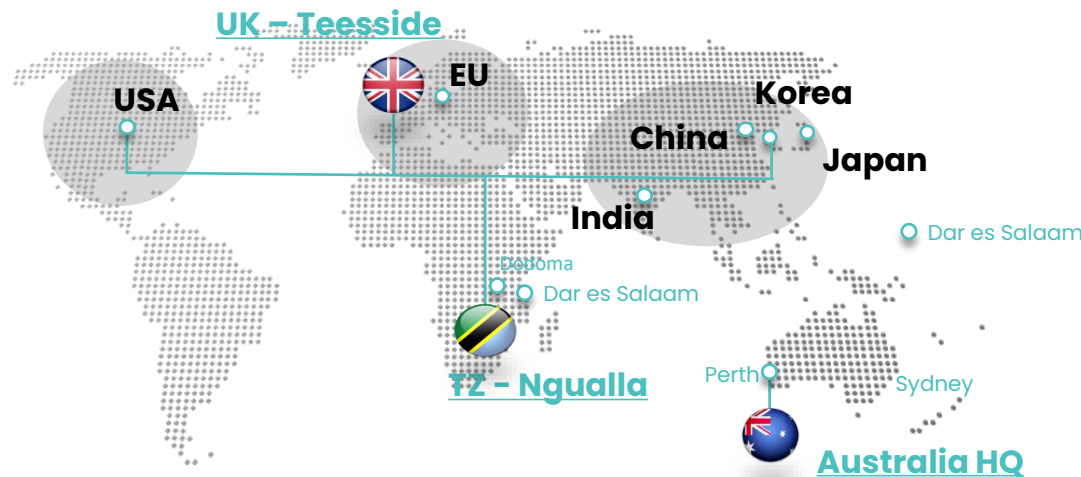 UK – Teesside
EU
USA
Korea
China
Japan
India
Dar es Salaam
Dodoma
Dar es Salaam
TZ - Ngualla
Perth
Sydney
Australia HQ